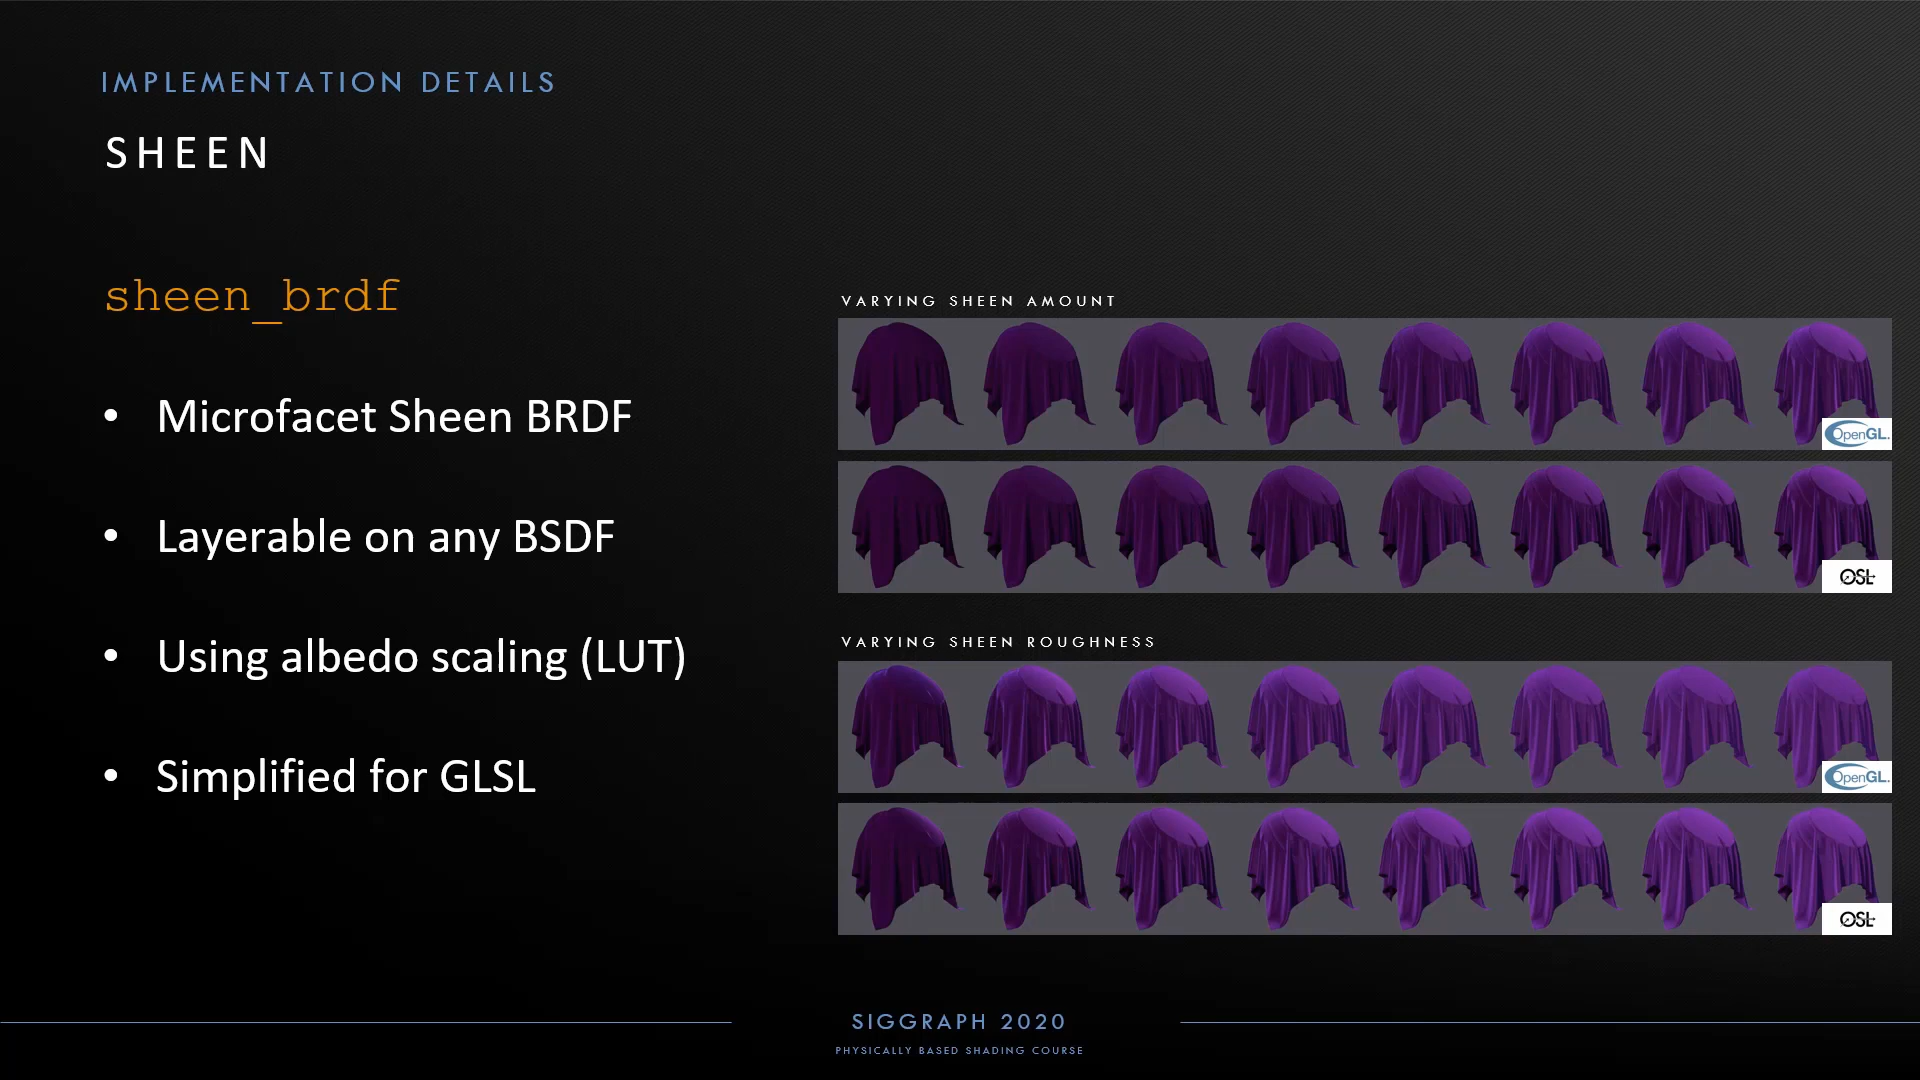 IMPLEMENTATION DETAILS
SHEEN
sheen_brdf
• Microfacet Sheen BRDF
• Layerable on any BSDF
• Using albedo scaling (LUT)
• Simplified for GLSL
VARYING SHEEN AMOUNT
OpenGL.
OSL
VARYING SHEEN ROUGHNESS
OpenGL.
OSL
SIGGRAPH 2020
PHYSICALLY BASED SHADING COURSE